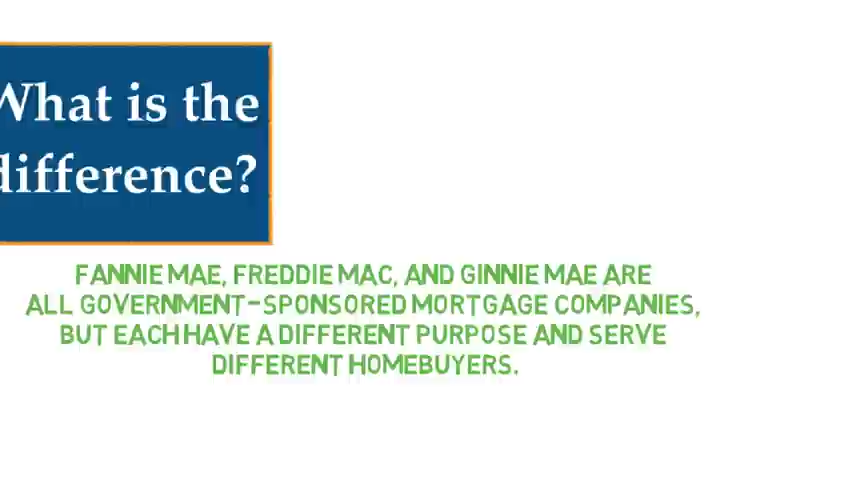 What is the
difference?
FANNIE MAE, FREDDIE MAC, AND GINNIE MAE ARE
ALL GOVERNMENT-SPONSORED MORTGAGE COMPANIES,
BUT EACH HAVE A DIFFERENT PURPOSE AND SERVE
DIFFERENT HOMEBUYERS.